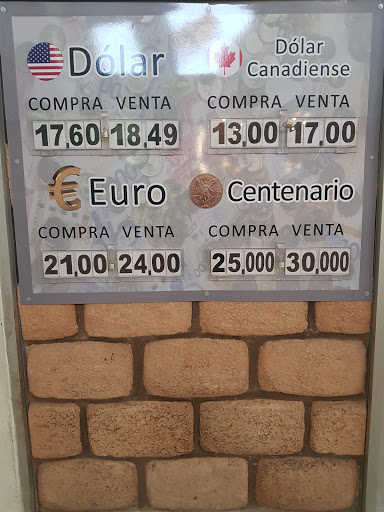 Dólar
COMPRA VENTA
17,60 18,49
Dólar
Canadiense
COMPRA VENTA
13,00 17,00
Euro
COMPRA VENTA
21,00 24,00
Centenario
COMPRA VENTA
25,000 30,000